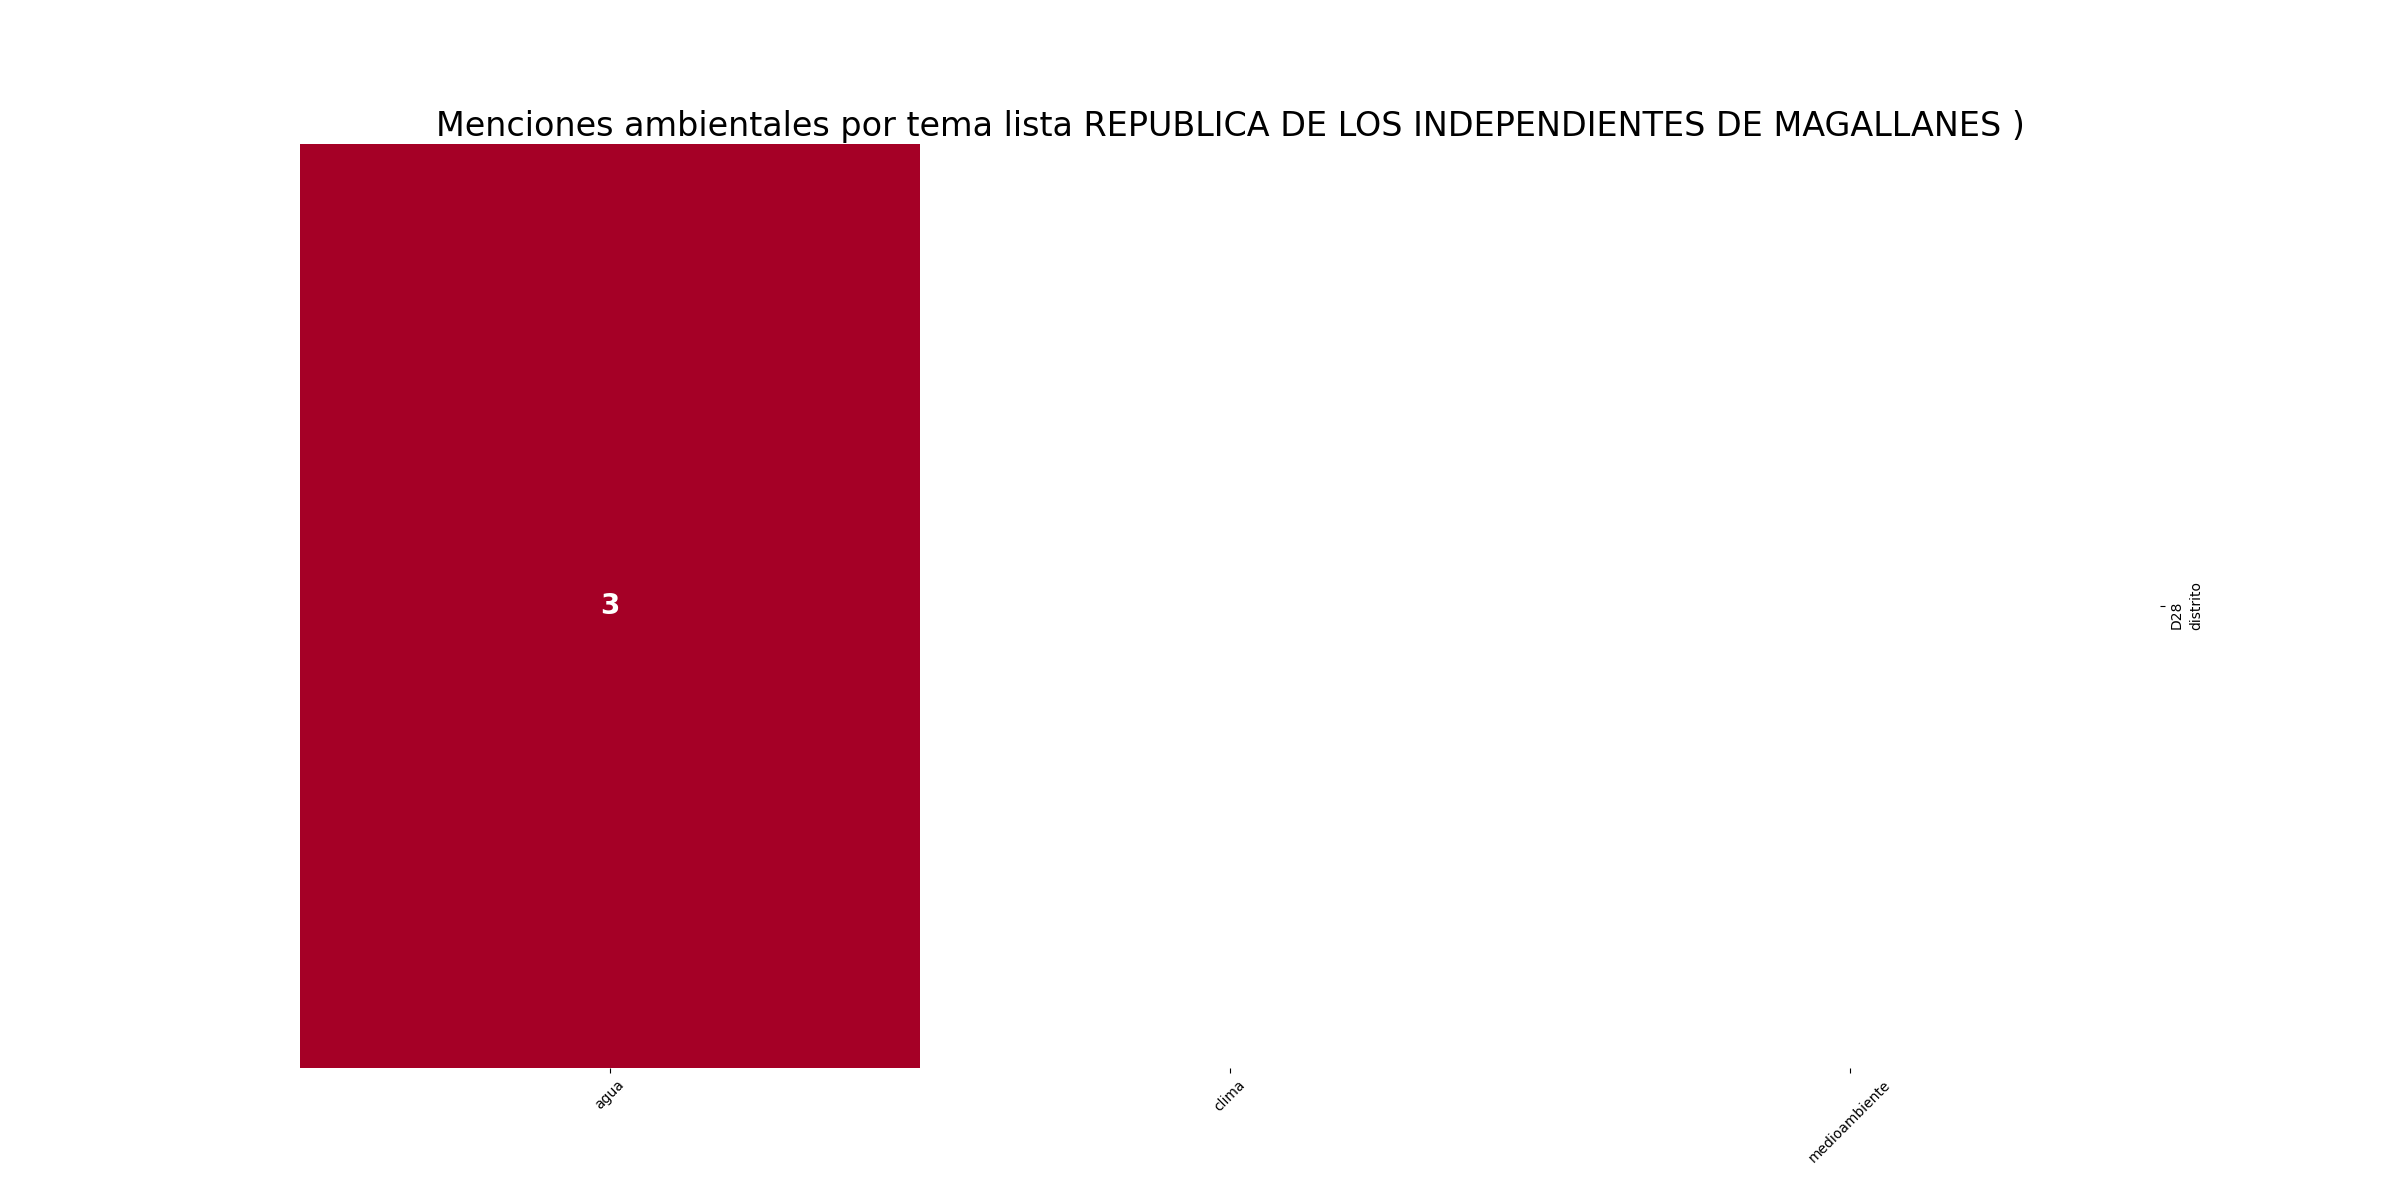 Menciones ambientales por tema lista REPUBLICA DE LOS INDEPENDIENTES DE MAGALLANES )
3
D28
distrito
agua
clima
medioambiente